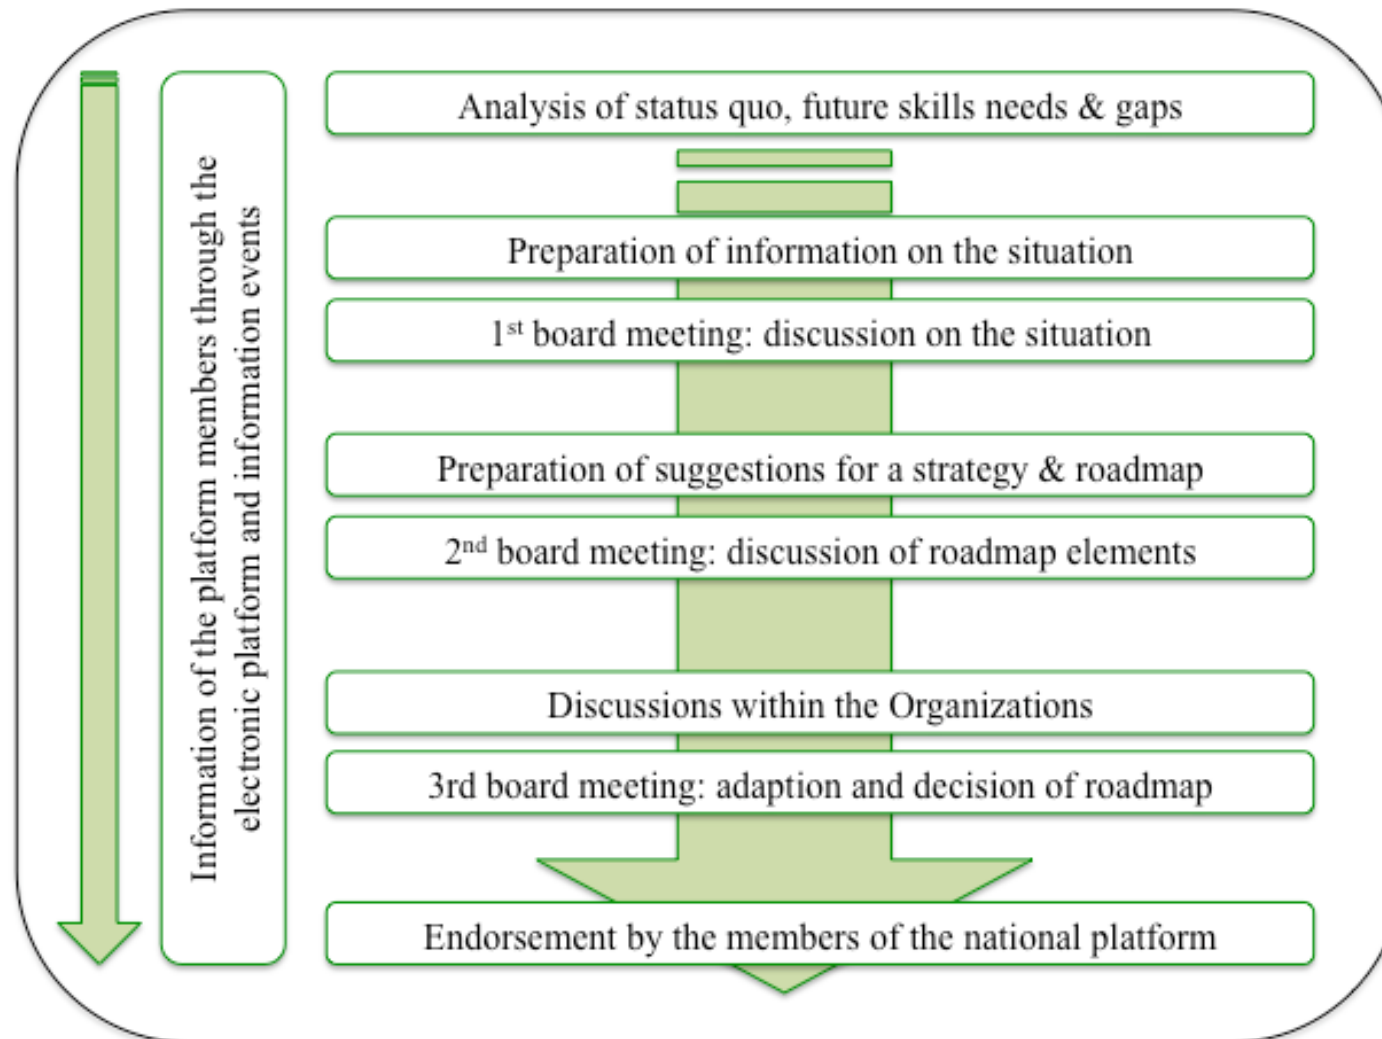 Information of the platform members through the
electronic platform and information events
Analysis of status quo, future skills needs & gaps
Preparation of information on the situation
1st board meeting: discussion on the situation
Preparation of suggestions for a strategy & roadmap
2nd board meeting: discussion of roadmap elements
Discussions within the Organizations
3rd board meeting: adaption and decision of roadmap
Endorsement by the members of the national platform